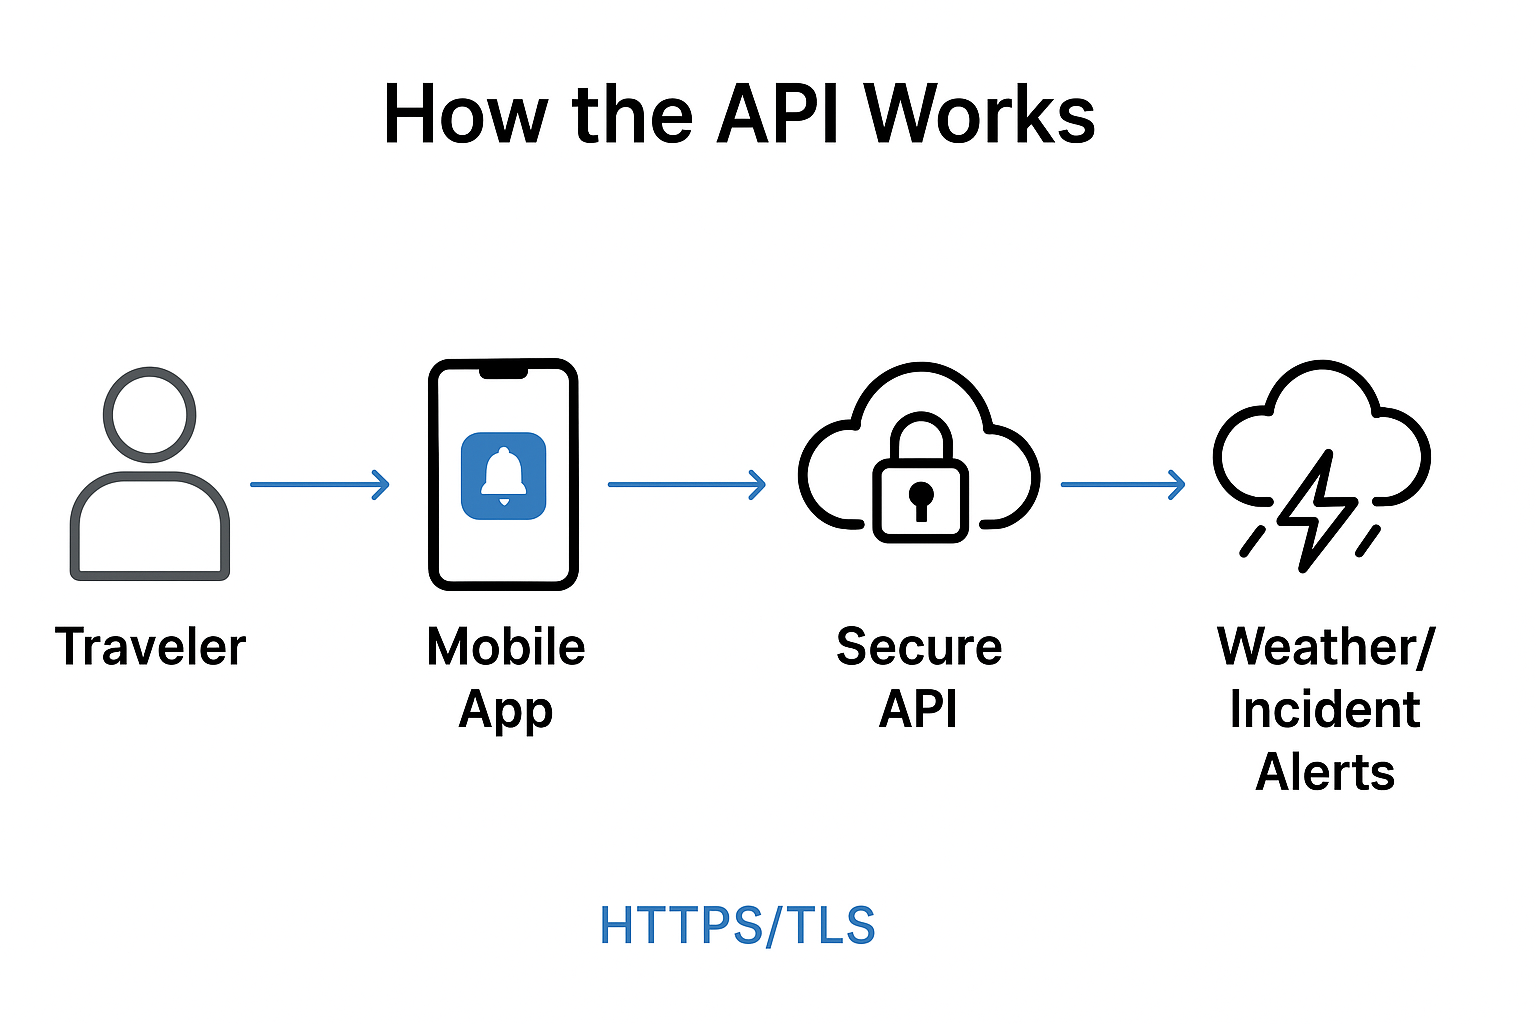 How the API Works
Traveler
Mobile
App
Secure
API
Weather/
Incident
Alerts
HTTPS/TLS